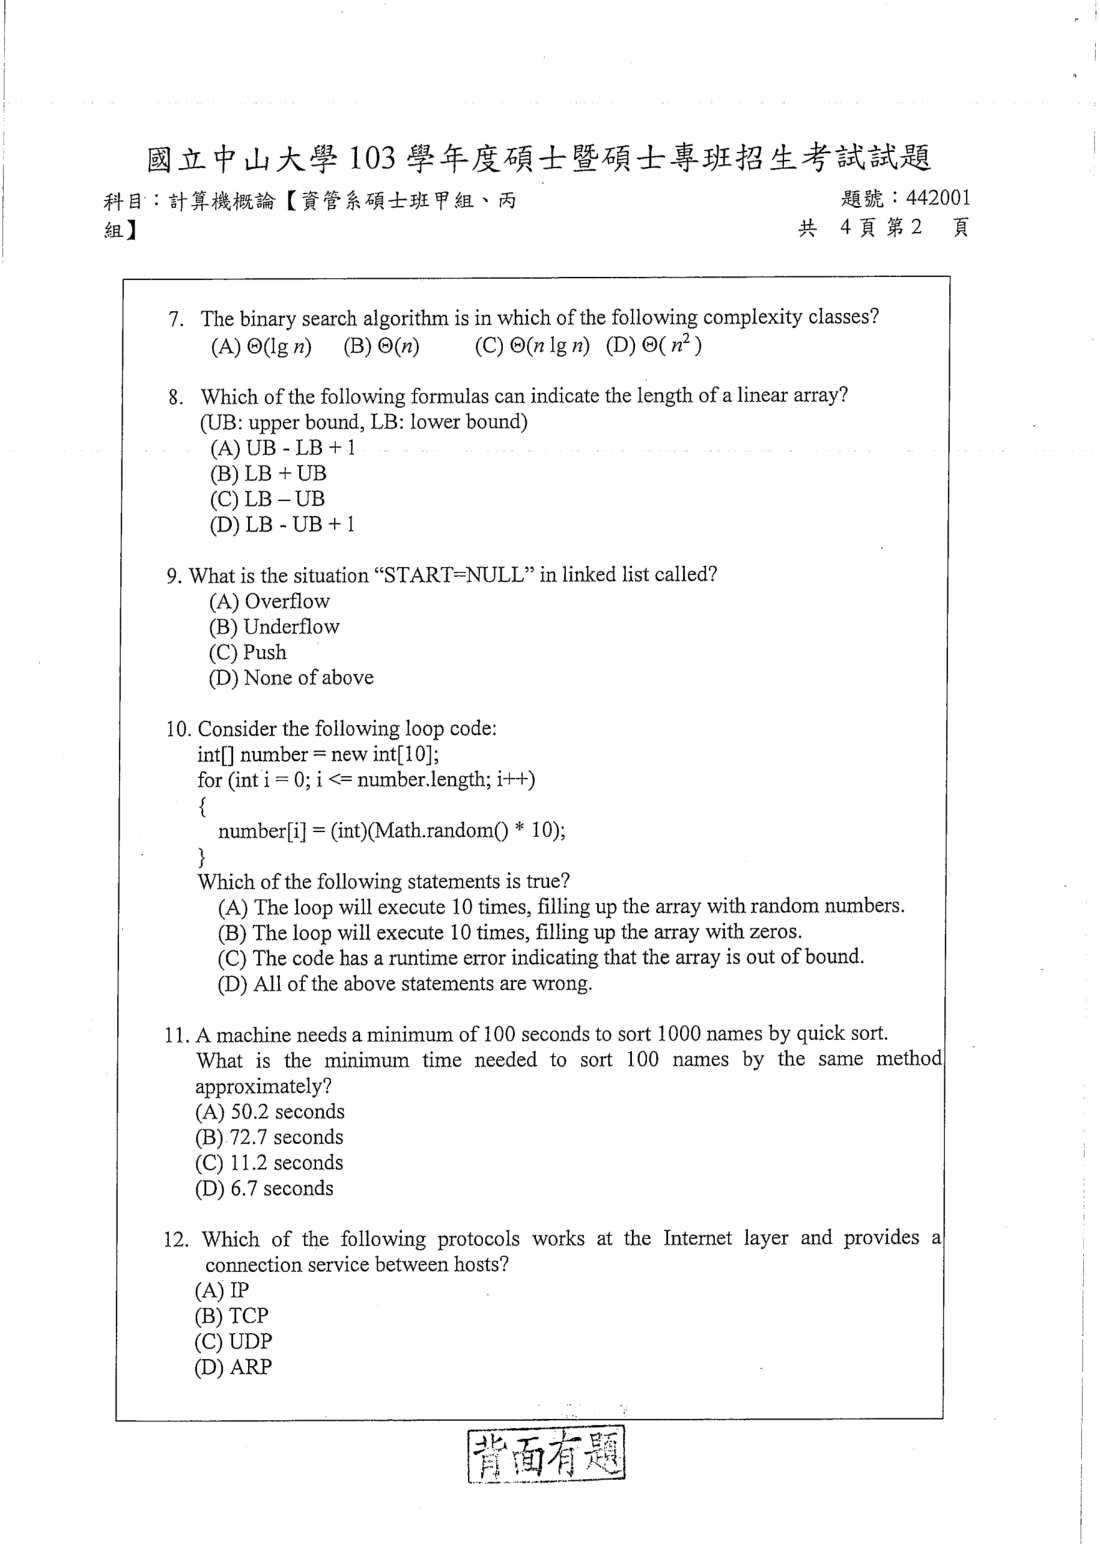 國立中山大學 103 學年度碩士暨碩士專班招生考試試題
科目：計算機概論【資管系碩士班甲組、丙
組】
題號：442001
共 4 頁 第 2 頁
7. The binary search algorithm is in which of the following complexity classes?
(A) Θ(lg n) (B) Θ(n) (C) Θ(n lg n) (D) Θ( n² )
8. Which of the following formulas can indicate the length of a linear array?
(UB: upper bound, LB: lower bound)
(A) UB - LB + 1
(B) LB + UB
(C) LB – UB
(D) LB - UB + 1
9. What is the situation “START=NULL” in linked list called?
(A) Overflow
(B) Underflow
(C) Push
(D) None of above
10. Consider the following loop code:
int[] number = new int[10];
for (int i = 0; i <= number.length; i++)
{
number[i] = (int)(Math.random() * 10);
}
Which of the following statements is true?
(A) The loop will execute 10 times, filling up the array with random numbers.
(B) The loop will execute 10 times, filling up the array with zeros.
(C) The code has a runtime error indicating that the array is out of bound.
(D) All of the above statements are wrong.
11. A machine needs a minimum of 100 seconds to sort 1000 names by quick sort.
What is the minimum time needed to sort 100 names by the same method
approximately?
(A) 50.2 seconds
(B) 72.7 seconds
(C) 11.2 seconds
(D) 6.7 seconds
12. Which of the following protocols works at the Internet layer and provides a
connection service between hosts?
(A) IP
(B) TCP
(C) UDP
(D) ARP
背面有題